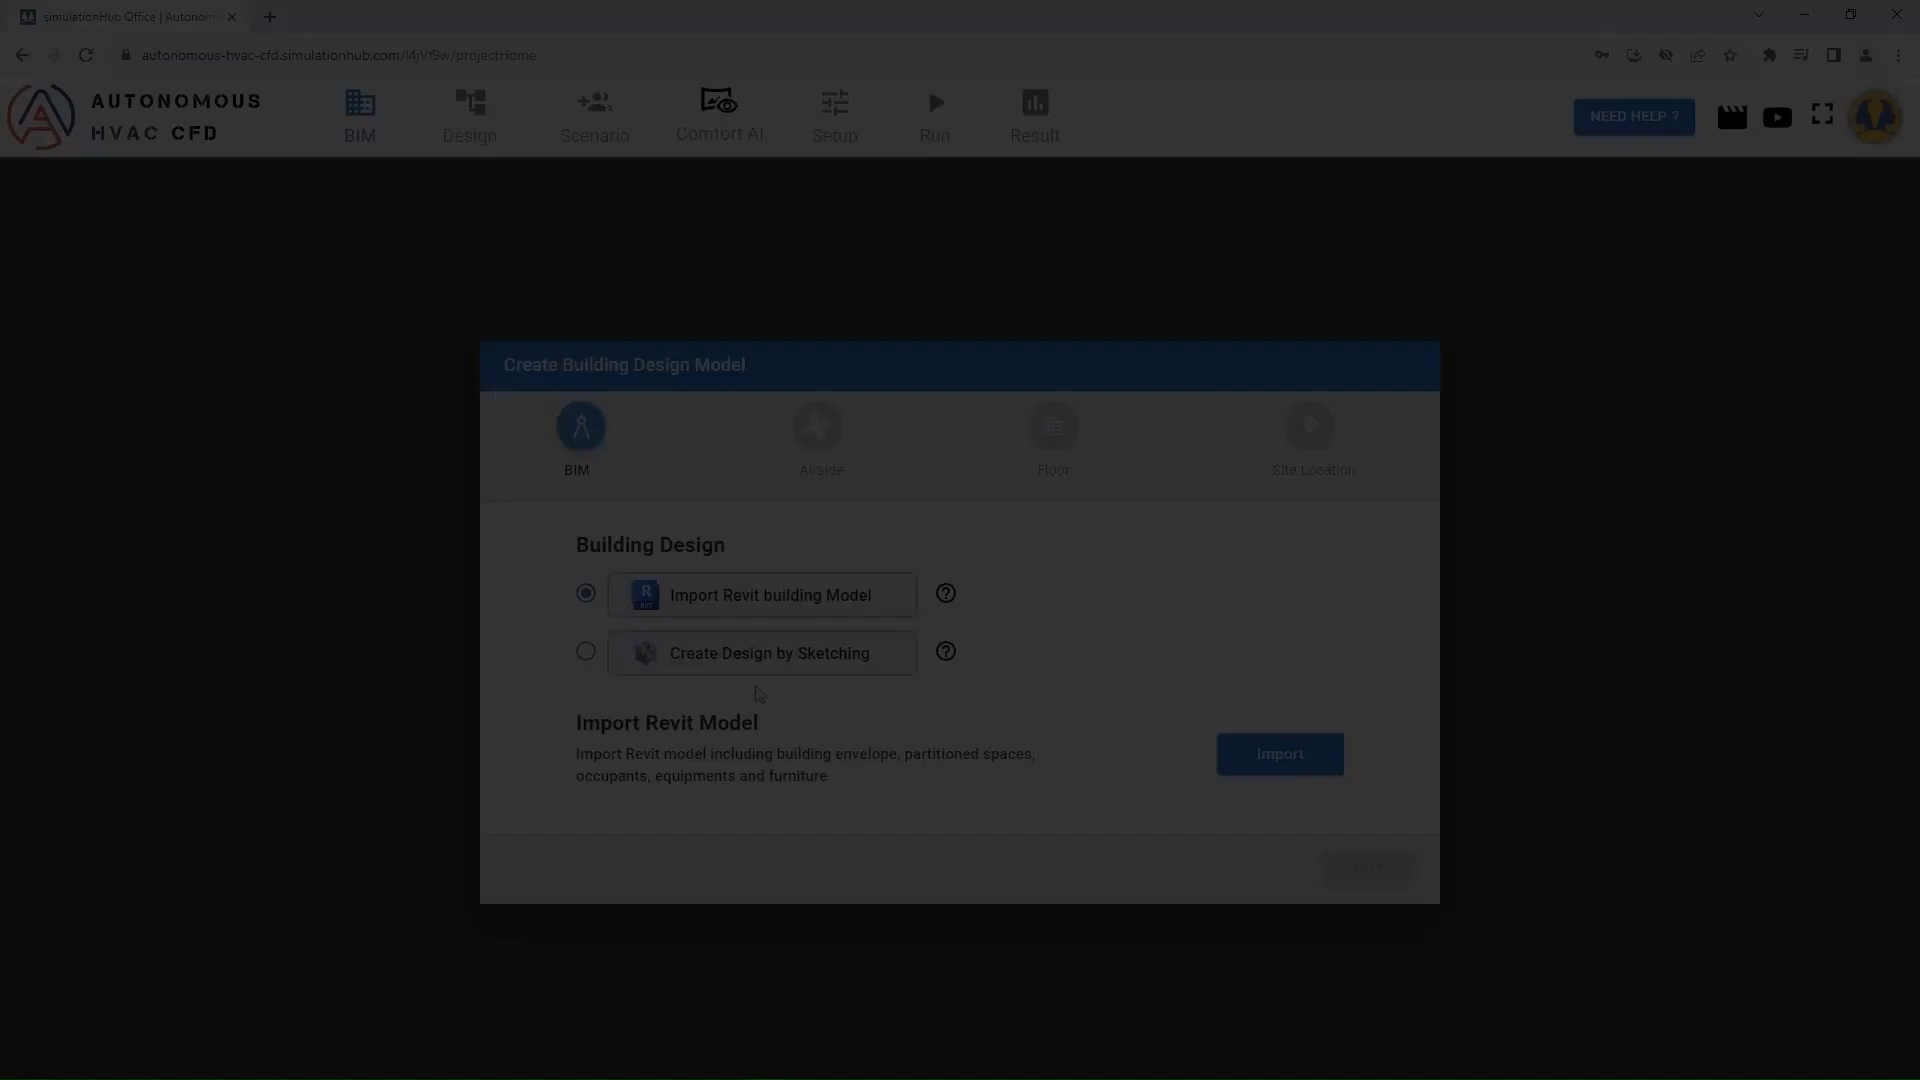 simulationHub Office | Autonom
autonomous-hvac-cfd.simulationhub.com/l4jVf9w/projectHome
AUTONOMOUS
HVAC CFD
BIM
Design
Scenario
Comfort AI
Setup
Run
Result
NEED HELP ?
Create Building Design Model
BIM
Airside
Floor
Site Location
Building Design
R
RVT
Import Revit building Model
Create Design by Sketching
Import Revit Model
Import Revit model including building envelope, partitioned spaces,
occupants, equipments and furniture
Import